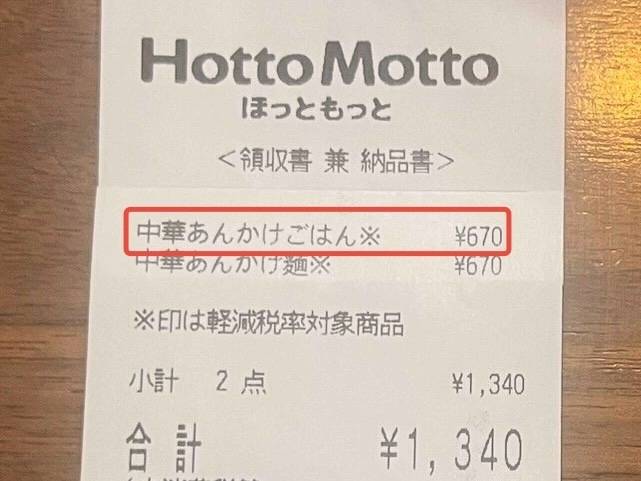 HottoMotto
ほっともっと
＜領収書 兼 納品書＞
中華あんかけごはん※ ¥670
中華あんかけ麺※ ¥670
※印は軽減税率対象商品
小計 2点 ¥1,340
合計 ¥1,340